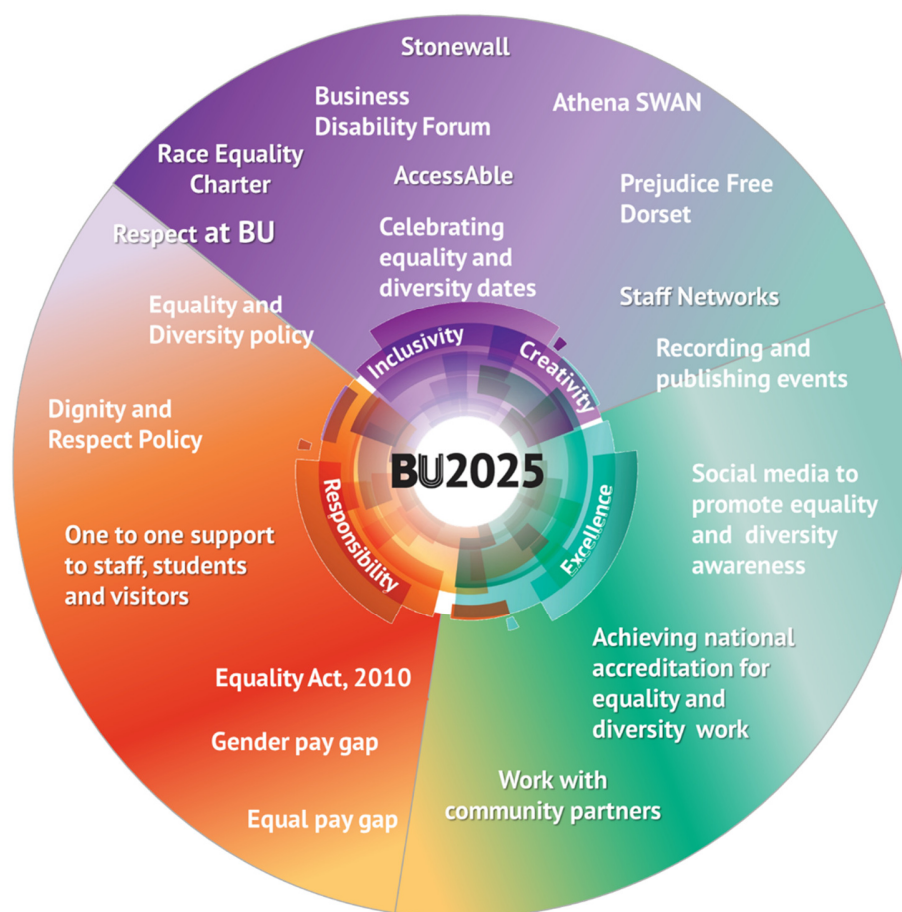 Stonewall
Business
Disability Forum
Athena SWAN
Race Equality
Charter
AccessAble
Prejudice Free
Dorset
Respect at BU
Celebrating
equality and
diversity dates
Staff Networks
Equality and
Diversity policy
Recording and
publishing events
Inclusivity
Creativity
Dignity and
Respect Policy
BU2025
Responsibility
Excellence
Social media to
promote equality
and diversity
awareness
One to one support
to staff, students
and visitors
Achieving national
accreditation for
equality and
diversity work
Equality Act, 2010
Gender pay gap
Work with
community partners
Equal pay gap